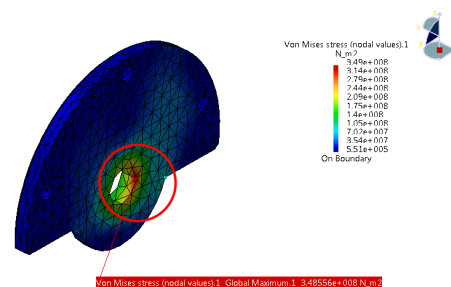 Von Mises stress (nodal values).1
N_m2
3.49e+008
3.14e+008
2.79e+008
2.44e+008
2.09e+008
1.75e+008
1.4e+008
1.05e+008
7.02e+007
3.54e+007
5.51e+005
On Boundary
Von Mises stress (nodal values).1 Global Maximum.1 3.48556e+008 N_m2